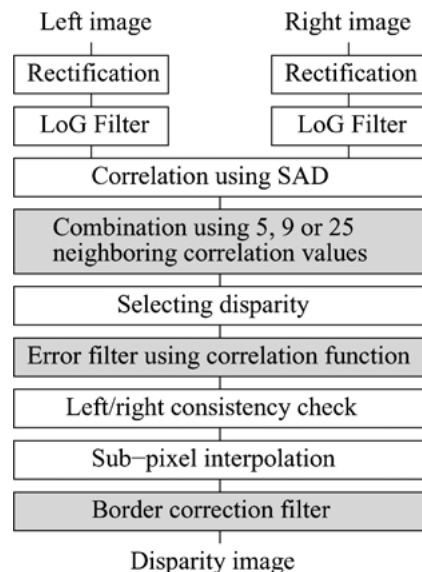 Left image
Right image
Rectification
Rectification
LoG Filter
LoG Filter
Correlation using SAD
Combination using 5, 9 or 25
neighboring correlation values
Selecting disparity
Error filter using correlation function
Left/right consistency check
Sub−pixel interpolation
Border correction filter
Disparity image